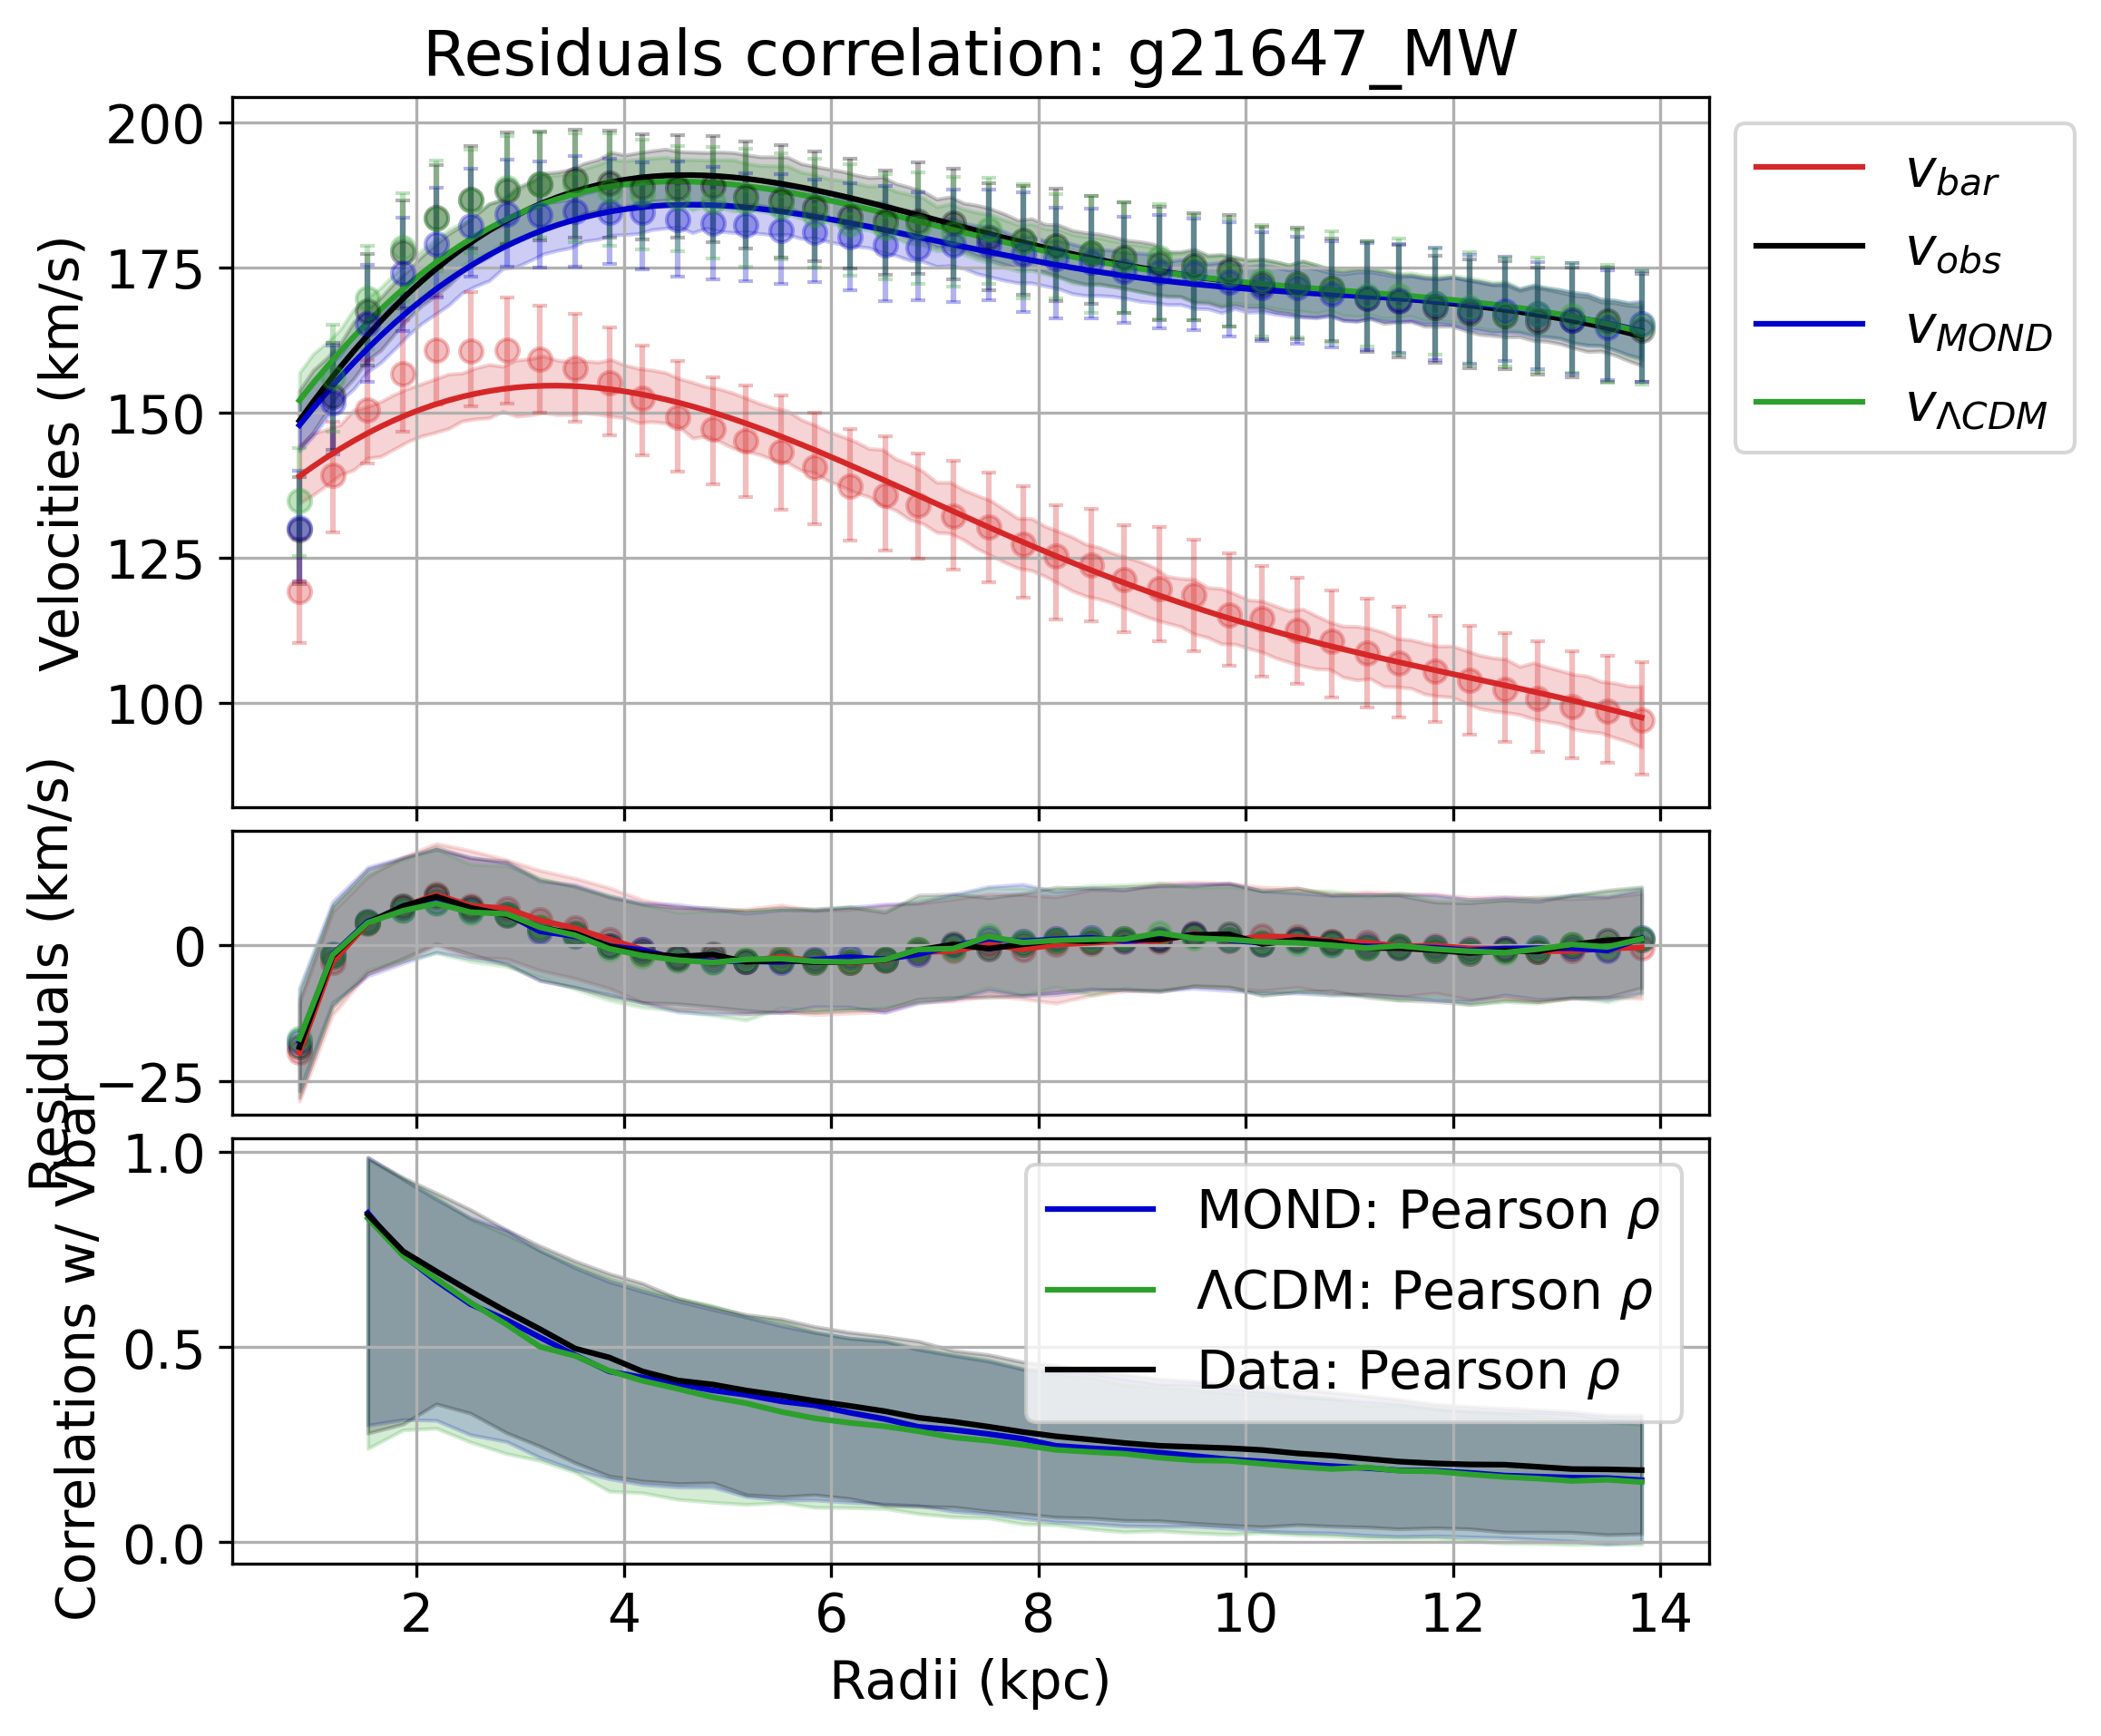 Residuals correlation: g21647_MW
200
175
150
125
100
Velocities (km/s)
v_bar
v_obs
v_MOND
v_ΛCDM
0
−25
Residuals (km/s)
1.0
0.5
0.0
Correlations w/ Vbar
MOND: Pearson ρ
ΛCDM: Pearson ρ
Data: Pearson ρ
2 4 6 8 10 12 14
Radii (kpc)